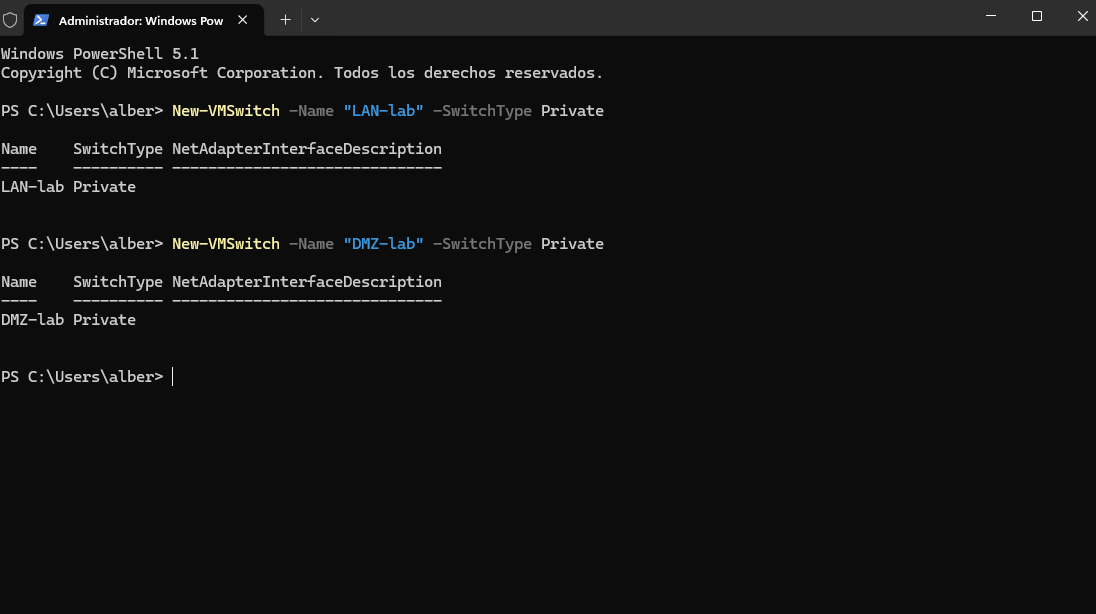 Administrador: Windows Pow
Windows PowerShell 5.1
Copyright (C) Microsoft Corporation. Todos los derechos reservados.
PS C:\Users\alber> New-VMSwitch -Name "LAN-lab" -SwitchType Private
Name    SwitchType NetAdapterInterfaceDescription
----    ---------- ------------------------------
LAN-lab Private
PS C:\Users\alber> New-VMSwitch -Name "DMZ-lab" -SwitchType Private
Name    SwitchType NetAdapterInterfaceDescription
----    ---------- ------------------------------
DMZ-lab Private
PS C:\Users\alber>